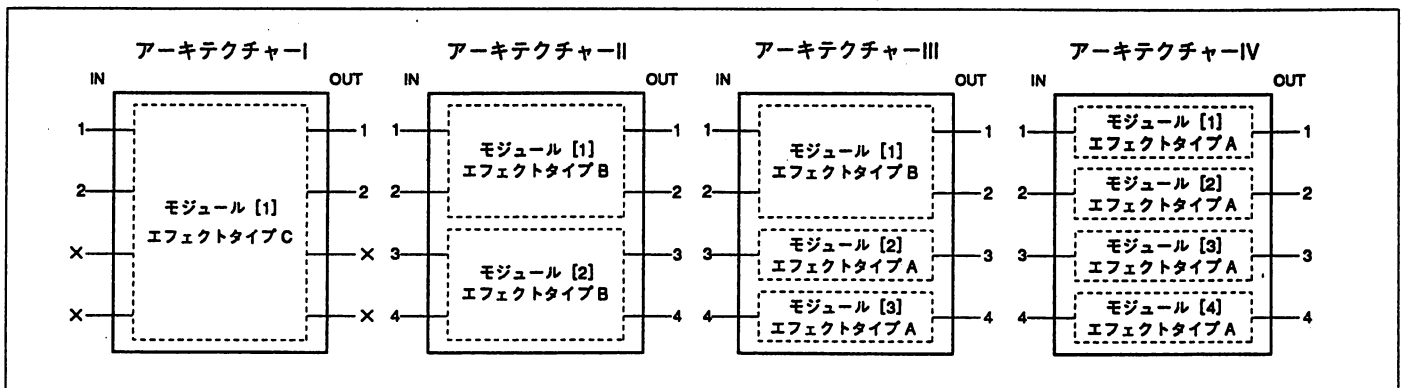 アーキテクチャーI
IN
OUT
1
2
×
×
モジュール [1]
エフェクトタイプ C
1
2
×
×
アーキテクチャーII
IN
OUT
1
2
3
4
モジュール [1]
エフェクトタイプ B
モジュール [2]
エフェクトタイプ B
1
2
3
4
アーキテクチャーIII
IN
OUT
1
2
3
4
モジュール [1]
エフェクトタイプ B
モジュール [2]
エフェクトタイプ A
モジュール [3]
エフェクトタイプ A
1
2
3
4
アーキテクチャーIV
IN
OUT
1
2
3
4
モジュール [1]
エフェクトタイプ A
モジュール [2]
エフェクトタイプ A
モジュール [3]
エフェクトタイプ A
モジュール [4]
エフェクトタイプ A
1
2
3
4